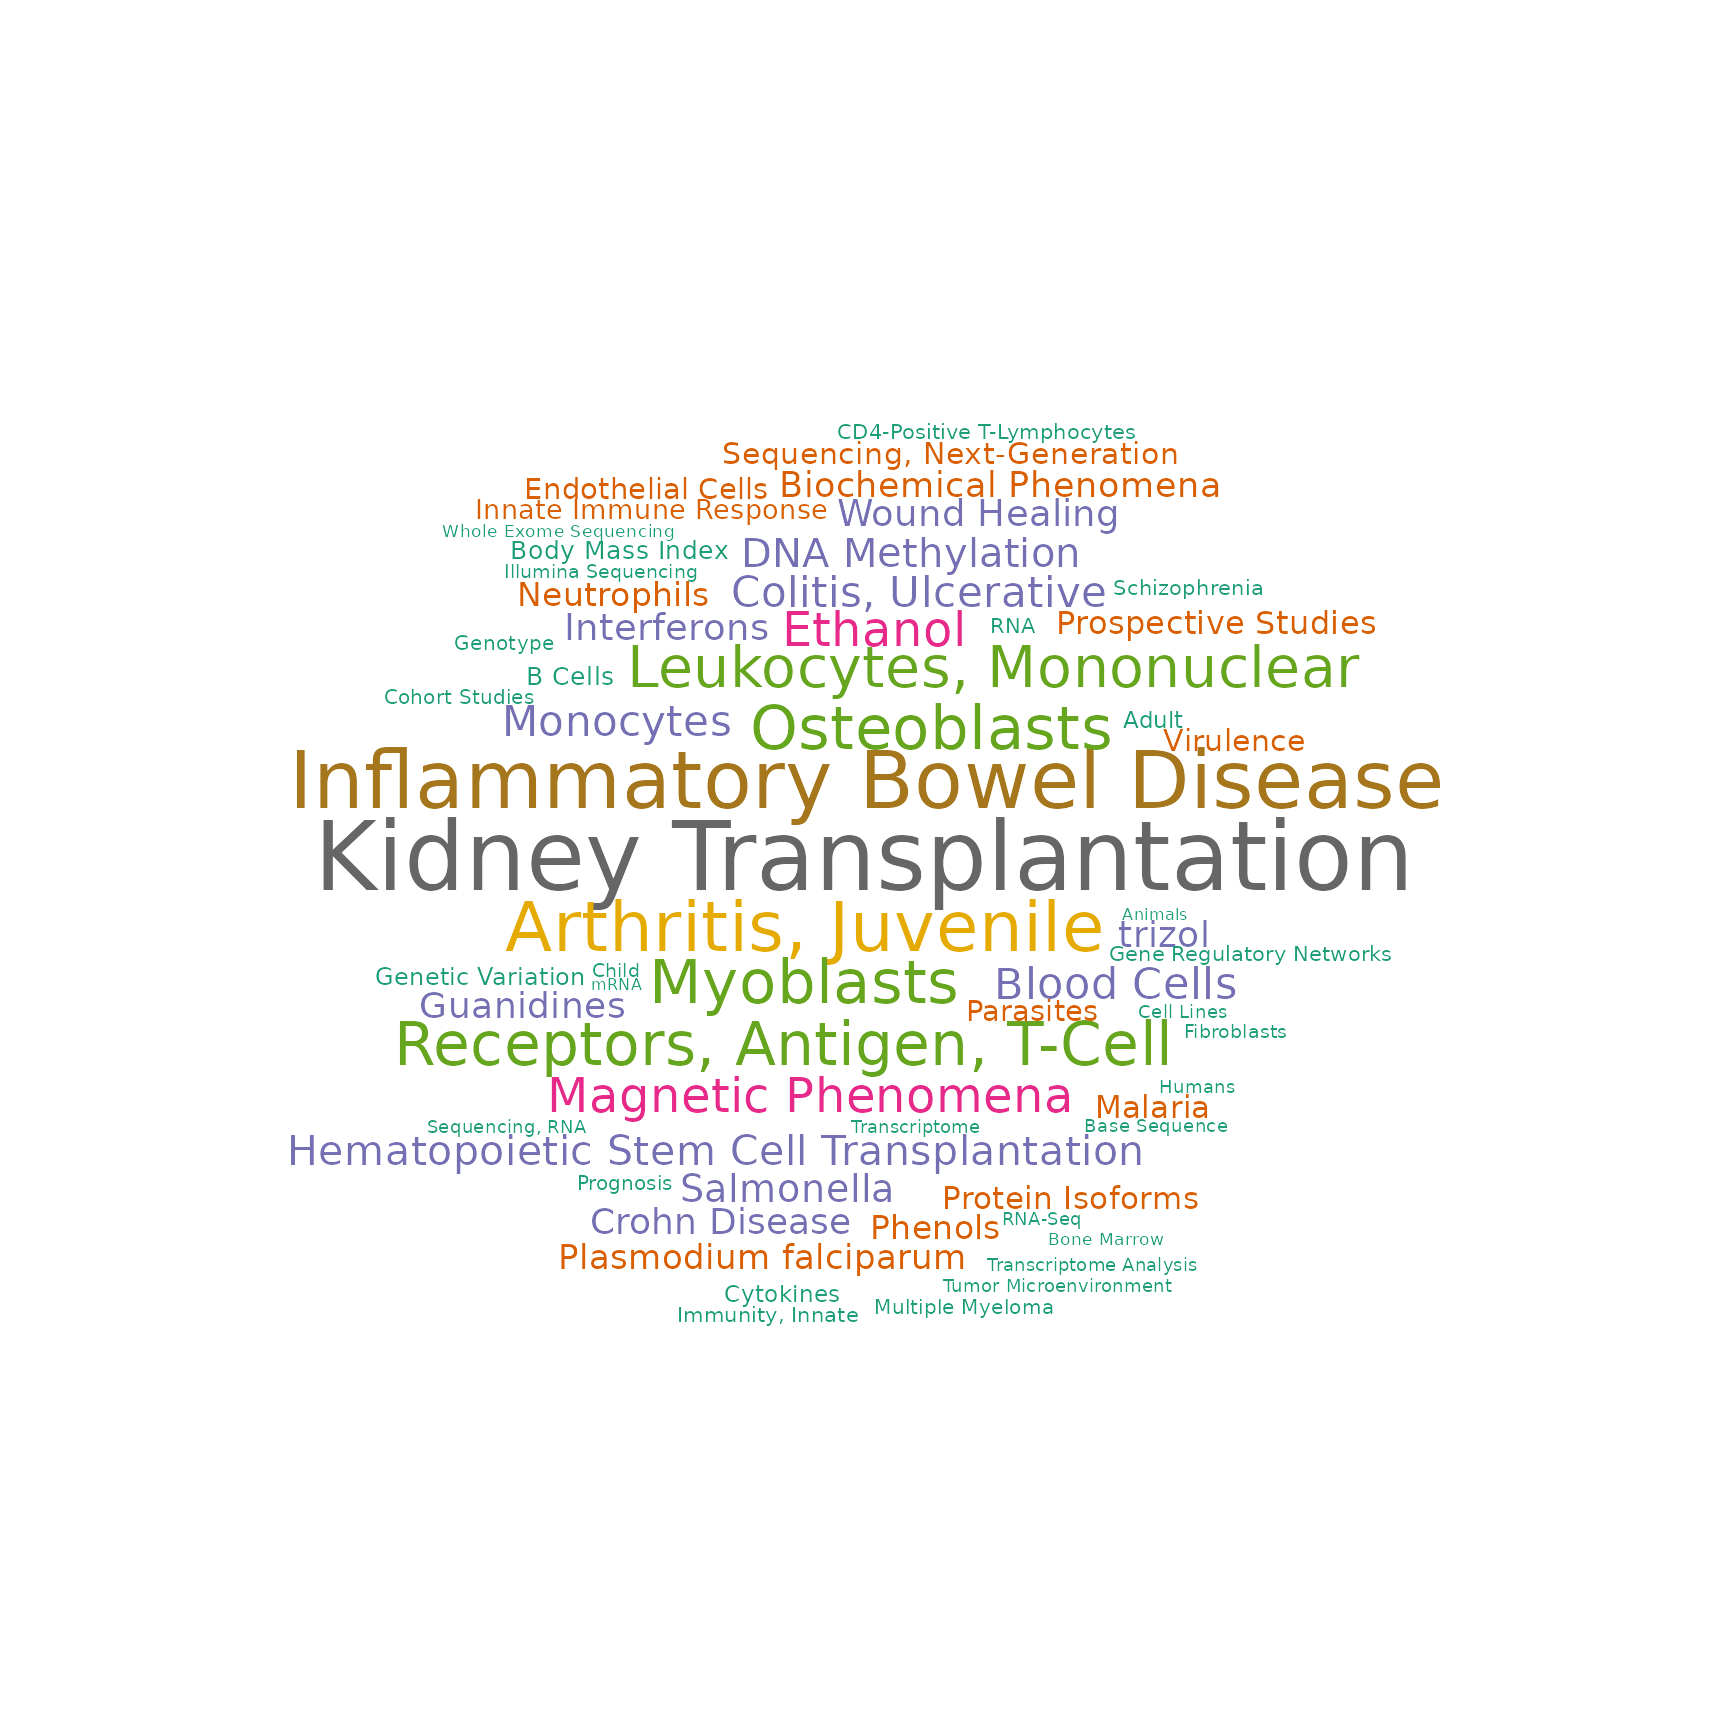 CD4-Positive T-Lymphocytes
Sequencing, Next-Generation
Endothelial Cells
Biochemical Phenomena
Innate Immune Response
Wound Healing
Whole Exome Sequencing
Body Mass Index
DNA Methylation
Illumina Sequencing
Neutrophils
Colitis, Ulcerative
Schizophrenia
Interferons
Ethanol
RNA
Prospective Studies
Genotype
B Cells
Leukocytes, Mononuclear
Cohort Studies
Monocytes
Osteoblasts
Adult
Virulence
Inflammatory Bowel Disease
Kidney Transplantation
Arthritis, Juvenile
Animals
trizol
Gene Regulatory Networks
Genetic Variation
Child
mRNA
Myoblasts
Blood Cells
Guanidines
Parasites
Cell Lines
Receptors, Antigen, T-Cell
Fibroblasts
Magnetic Phenomena
Humans
Malaria
Sequencing, RNA
Transcriptome
Base Sequence
Hematopoietic Stem Cell Transplantation
Prognosis
Salmonella
Protein Isoforms
Crohn Disease
Phenols
RNA-Seq
Bone Marrow
Plasmodium falciparum
Transcriptome Analysis
Tumor Microenvironment
Cytokines
Multiple Myeloma
Immunity, Innate